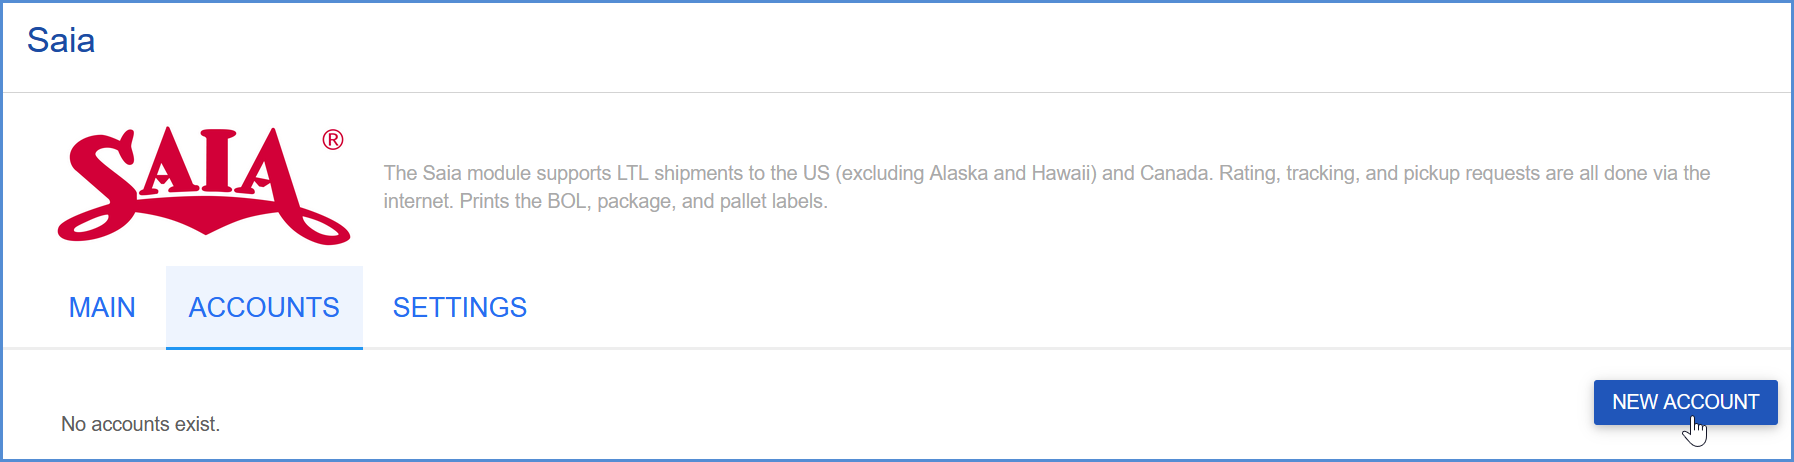 Saia
SAIA ®
The Saia module supports LTL shipments to the US (excluding Alaska and Hawaii) and Canada. Rating, tracking, and pickup requests are all done via the
internet. Prints the BOL, package, and pallet labels.
MAIN ACCOUNTS SETTINGS
NEW ACCOUNT
No accounts exist.